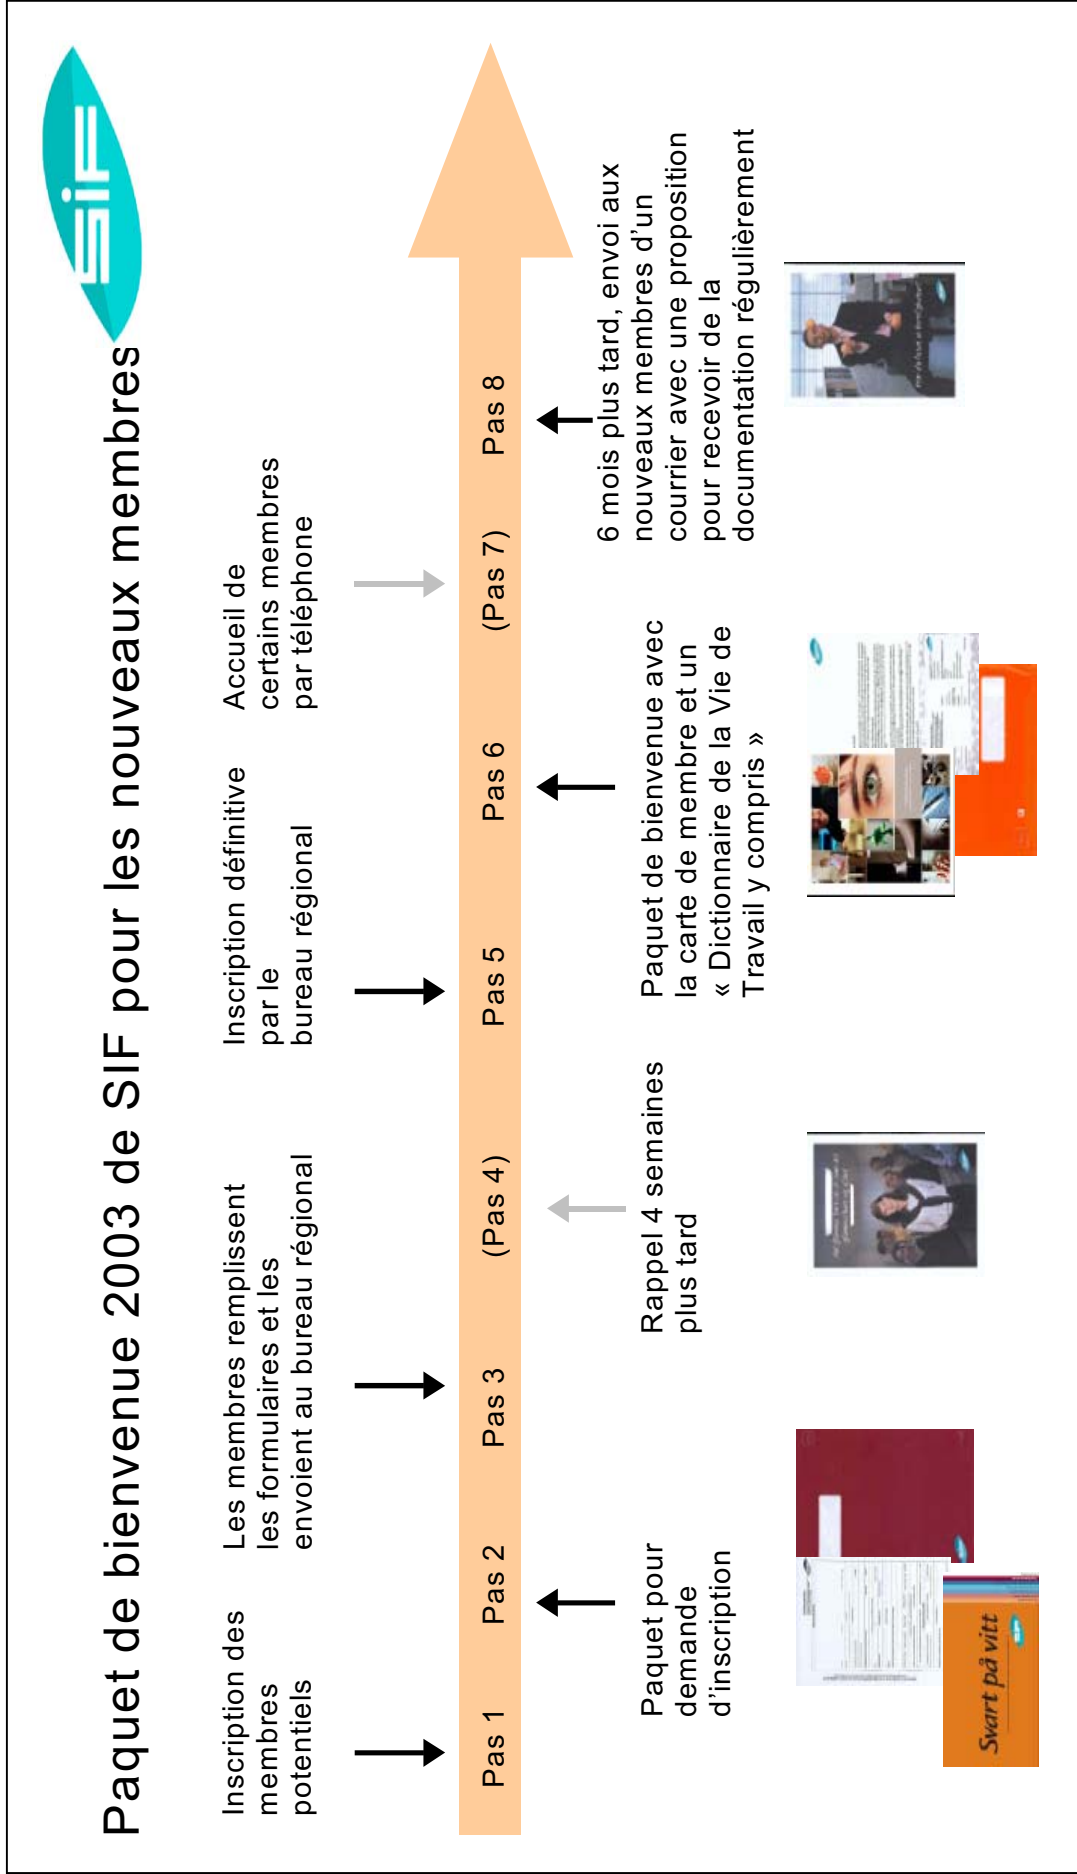 Paquet de bienvenue 2003 de SIF pour les nouveaux membres
SiF
Inscription des
membres
potentiels
Les membres remplissent
les formulaires et les
envoient au bureau régional
Inscription définitive
par le
bureau régional
Accueil de
certains membres
par téléphone
Pas 1
Pas 2
Pas 3
(Pas 4)
Pas 5
Pas 6
(Pas 7)
Pas 8
Paquet pour
demande
d'inscription
Rappel 4 semaines
plus tard
Paquet de bienvenue avec
la carte de membre et un
« Dictionnaire de la Vie de
Travail y compris »
6 mois plus tard, envoi aux
nouveaux membres d'un
courrier avec une proposition
pour recevoir de la
documentation régulièrement
Svart på vitt